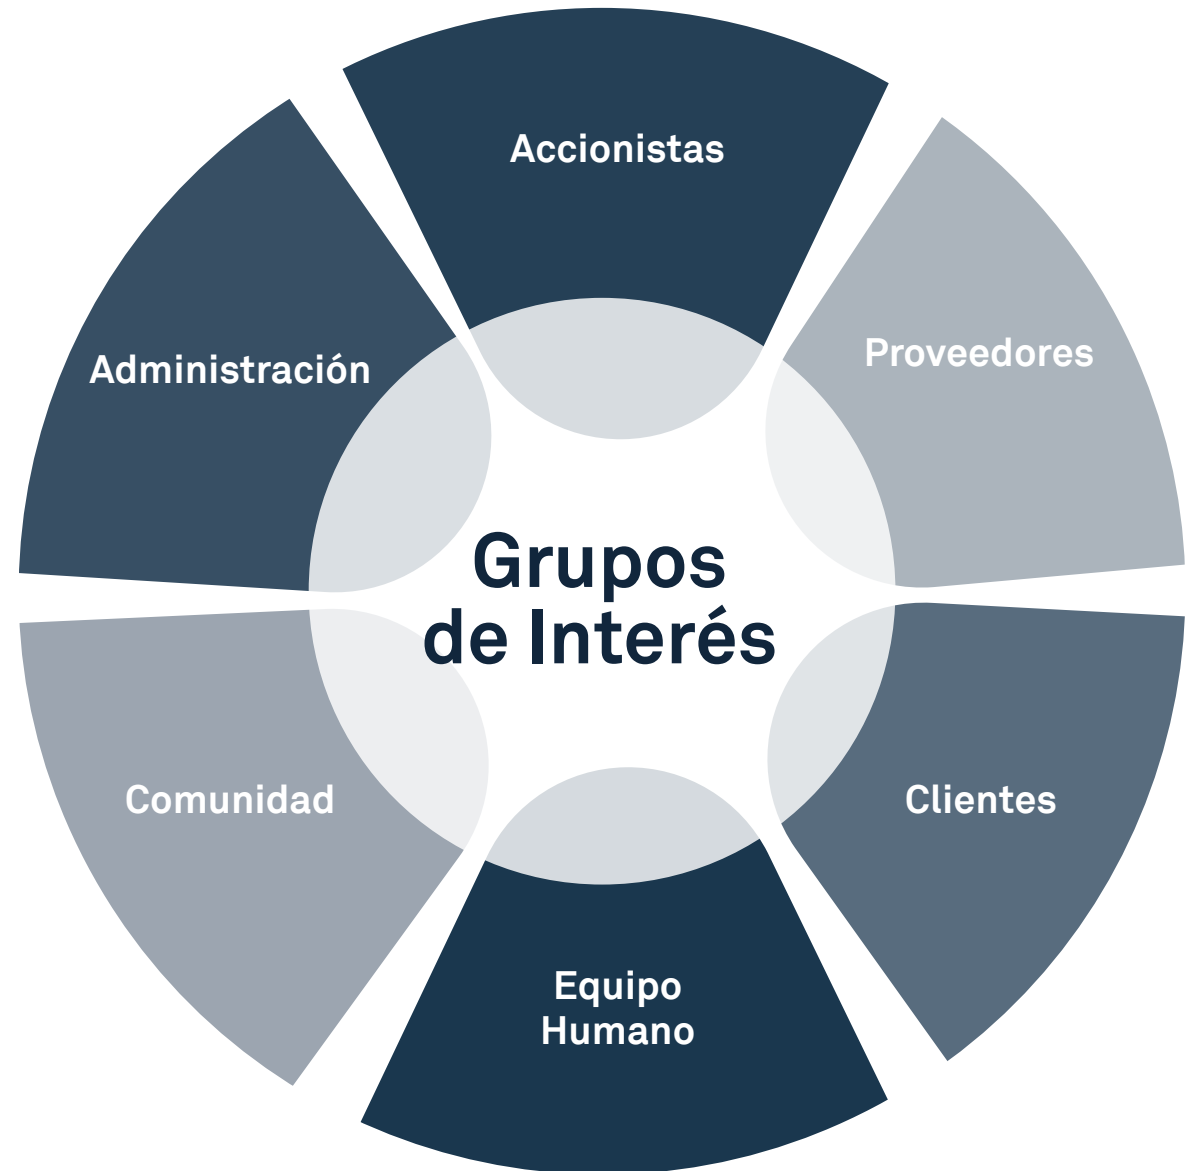 Accionistas
Proveedores
Administración
Grupos
de Interés
Comunidad
Clientes
Equipo
Humano